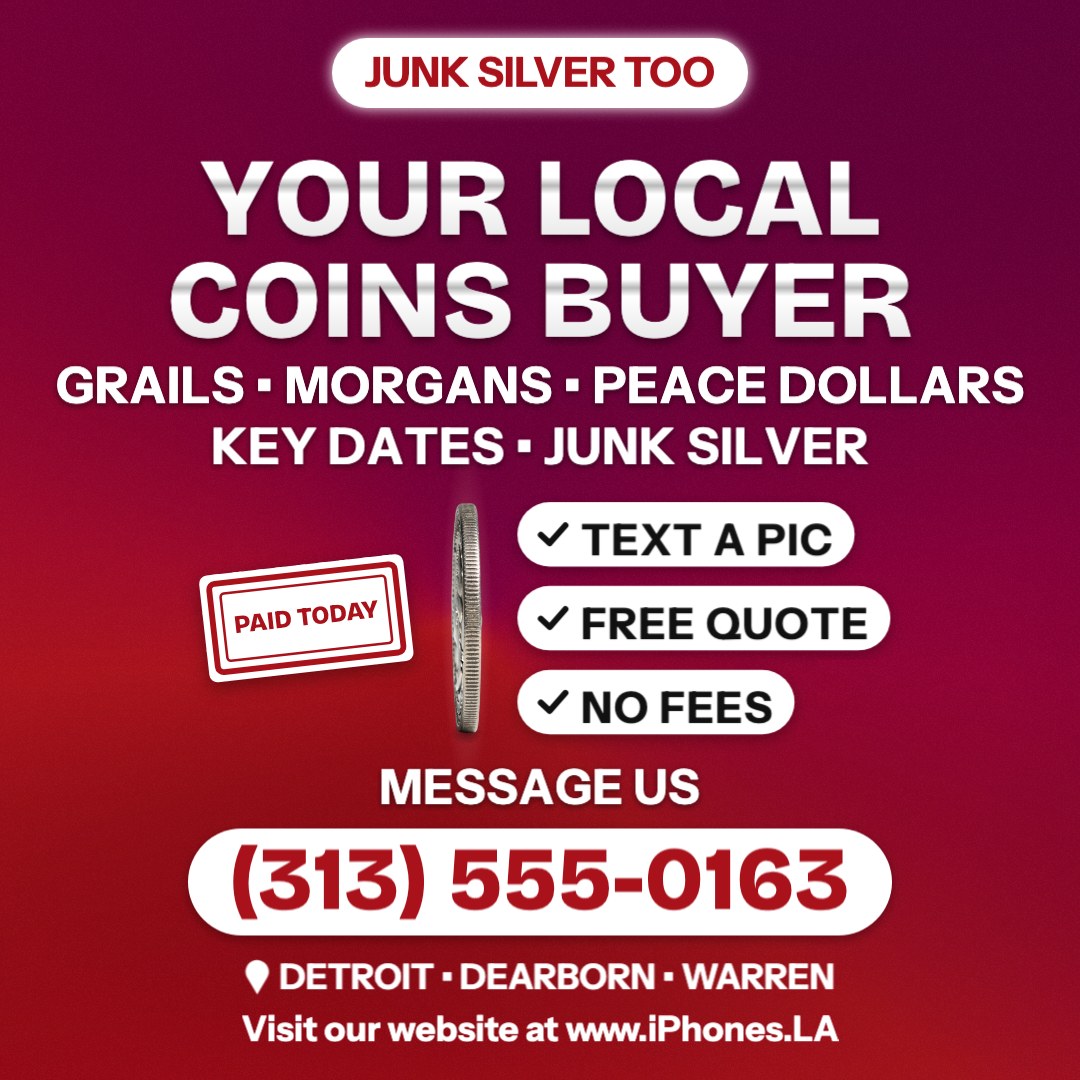 JUNK SILVER TOO
YOUR LOCAL
COINS BUYER
GRAILS ▪ MORGANS ▪ PEACE DOLLARS
KEY DATES ▪ JUNK SILVER
PAID TODAY
✓ TEXT A PIC
✓ FREE QUOTE
✓ NO FEES
MESSAGE US
(313) 555-0163
DETROIT ▪ DEARBORN ▪ WARREN
Visit our website at www.iPhones.LA